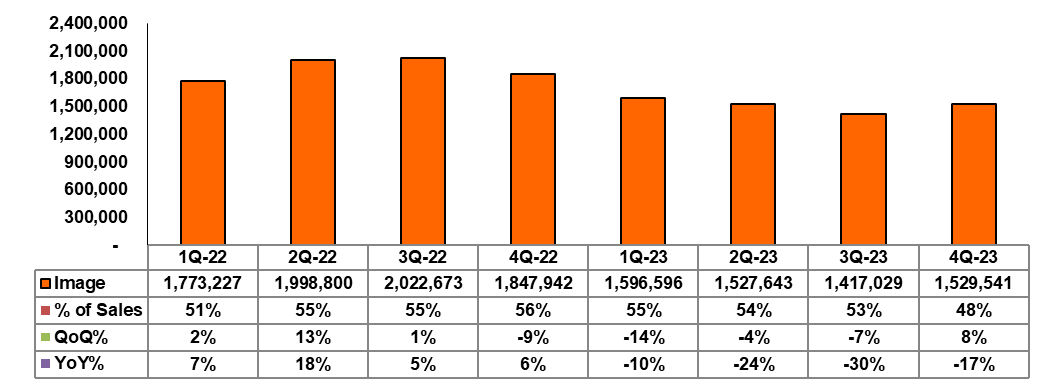 2,400,000
2,100,000
1,800,000
1,500,000
1,200,000
900,000
600,000
300,000
-
1Q-22 2Q-22 3Q-22 4Q-22 1Q-23 2Q-23 3Q-23 4Q-23
Image 1,773,227 1,998,800 2,022,673 1,847,942 1,596,596 1,527,643 1,417,029 1,529,541
% of Sales 51% 55% 55% 56% 55% 54% 53% 48%
QoQ% 2% 13% 1% -9% -14% -4% -7% 8%
YoY% 7% 18% 5% 6% -10% -24% -30% -17%